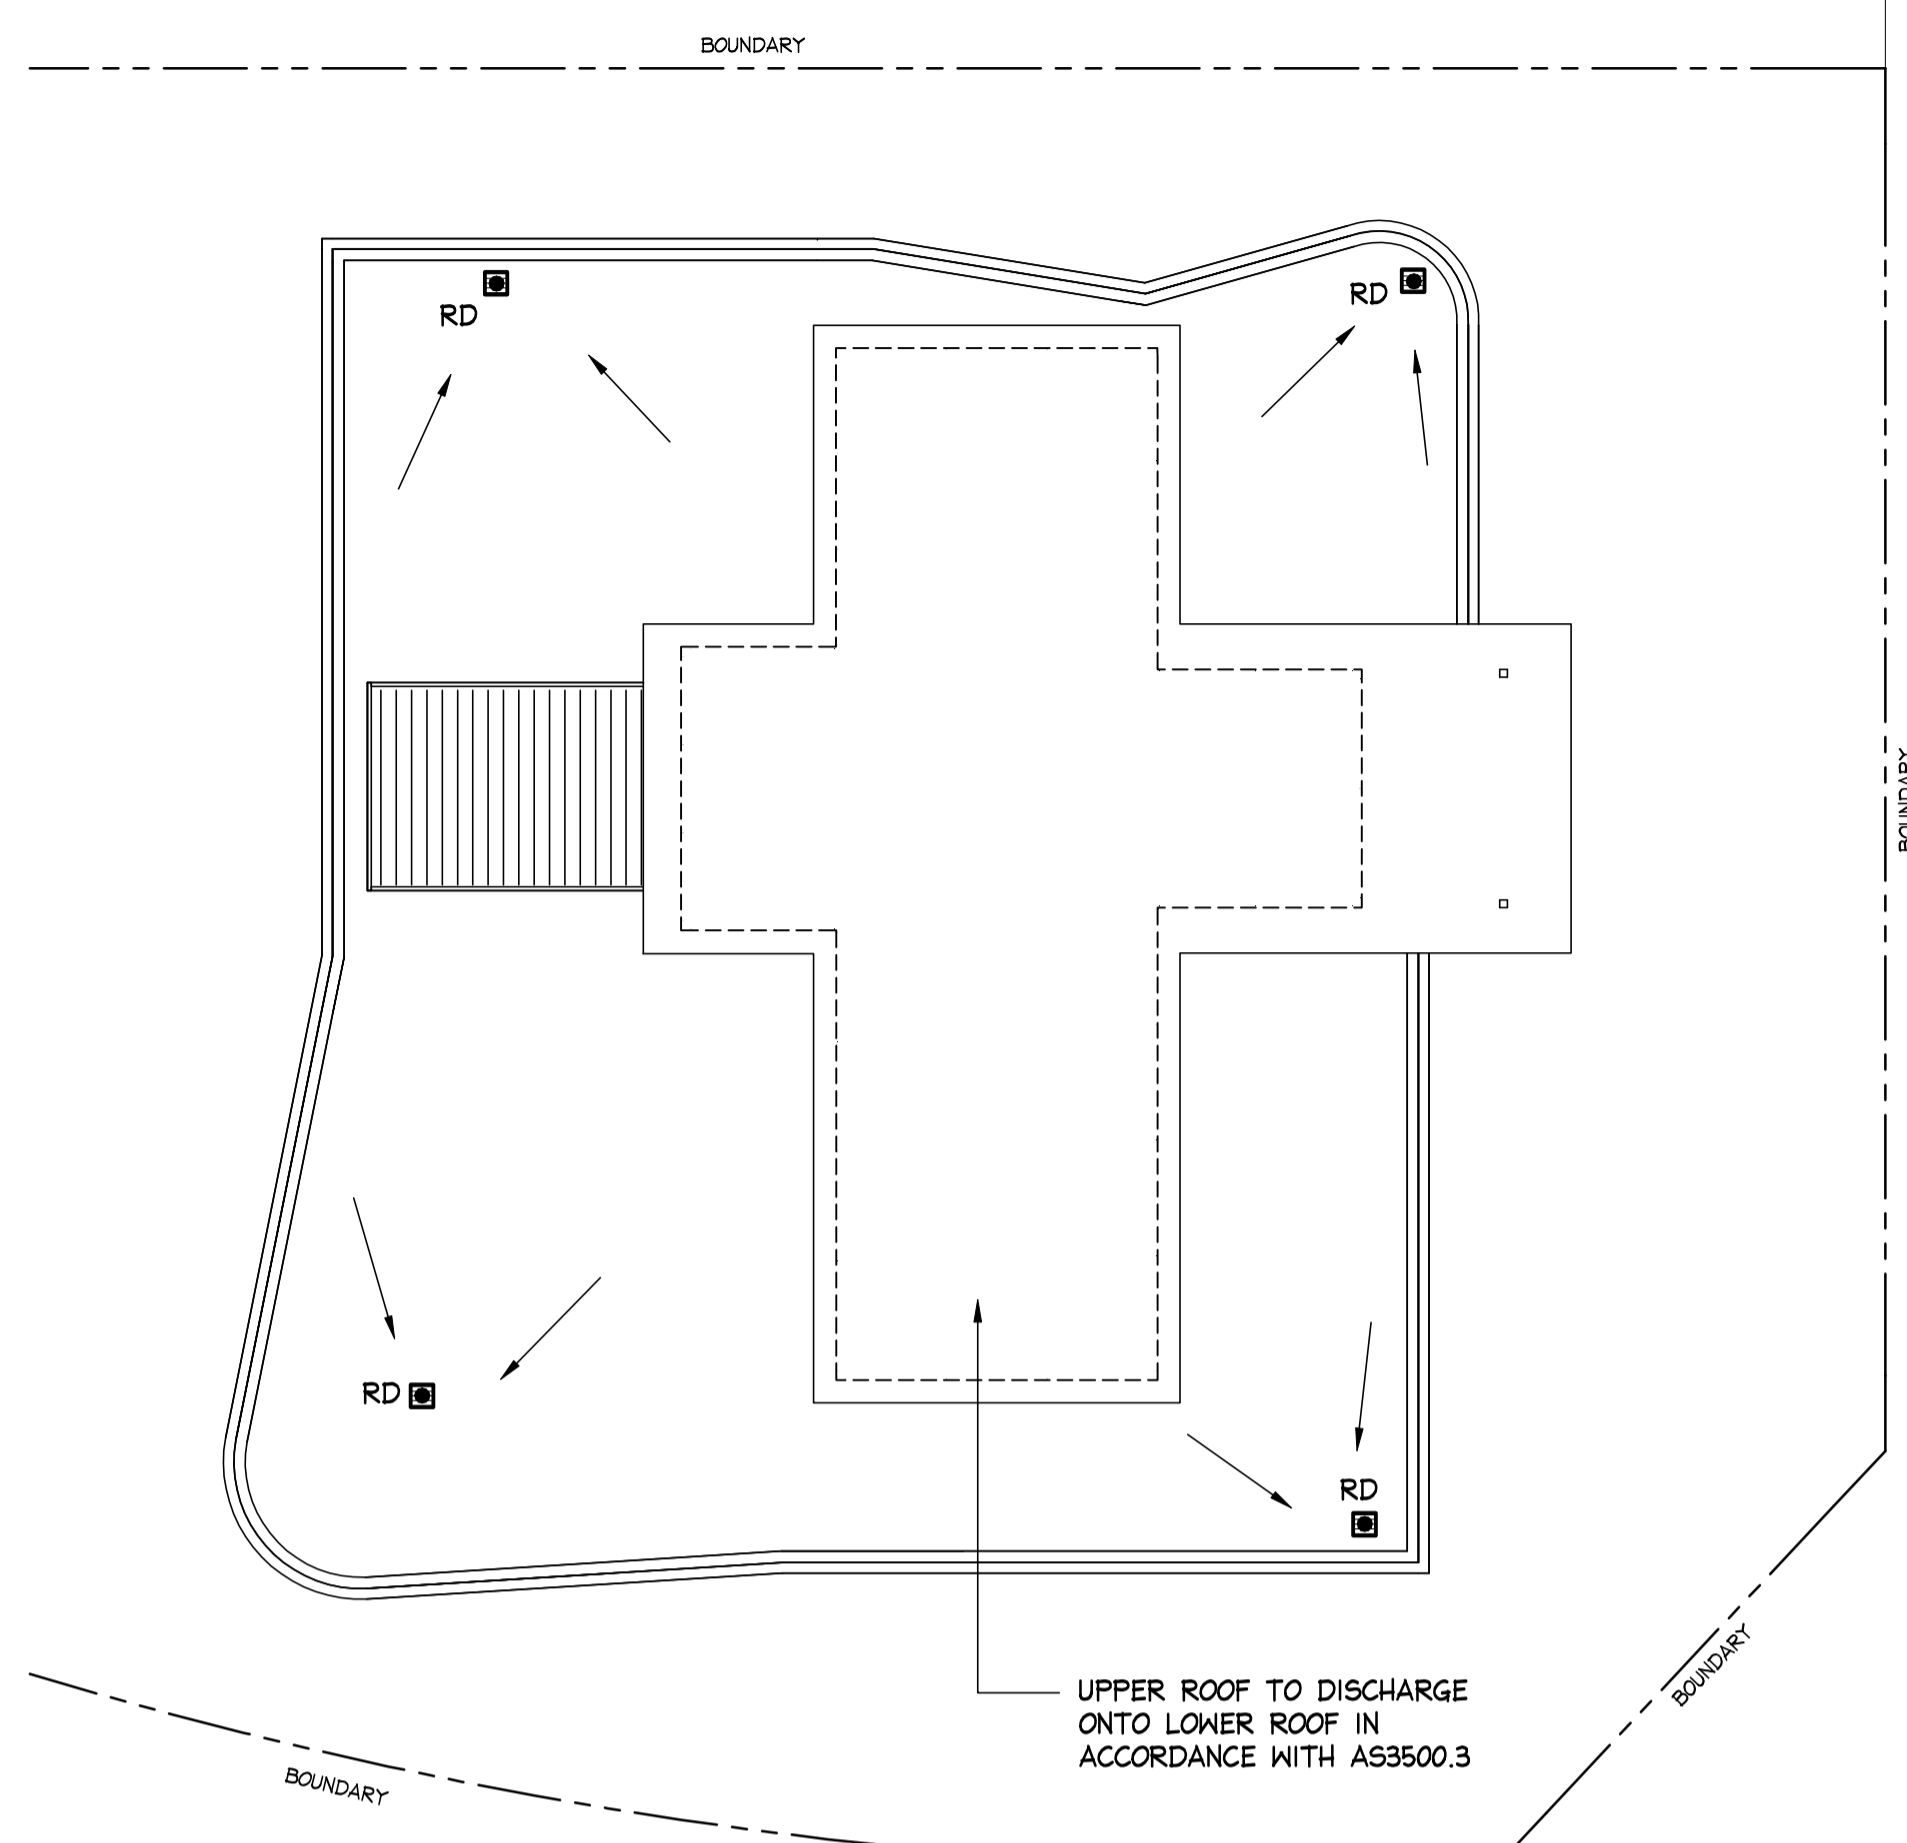 BOUNDARY
RD
RD
BOUNDARY
RD
RD
BOUNDARY
UPPER ROOF TO DISCHARGE
ONTO LOWER ROOF IN
ACCORDANCE WITH AS3500.3
BOUNDARY